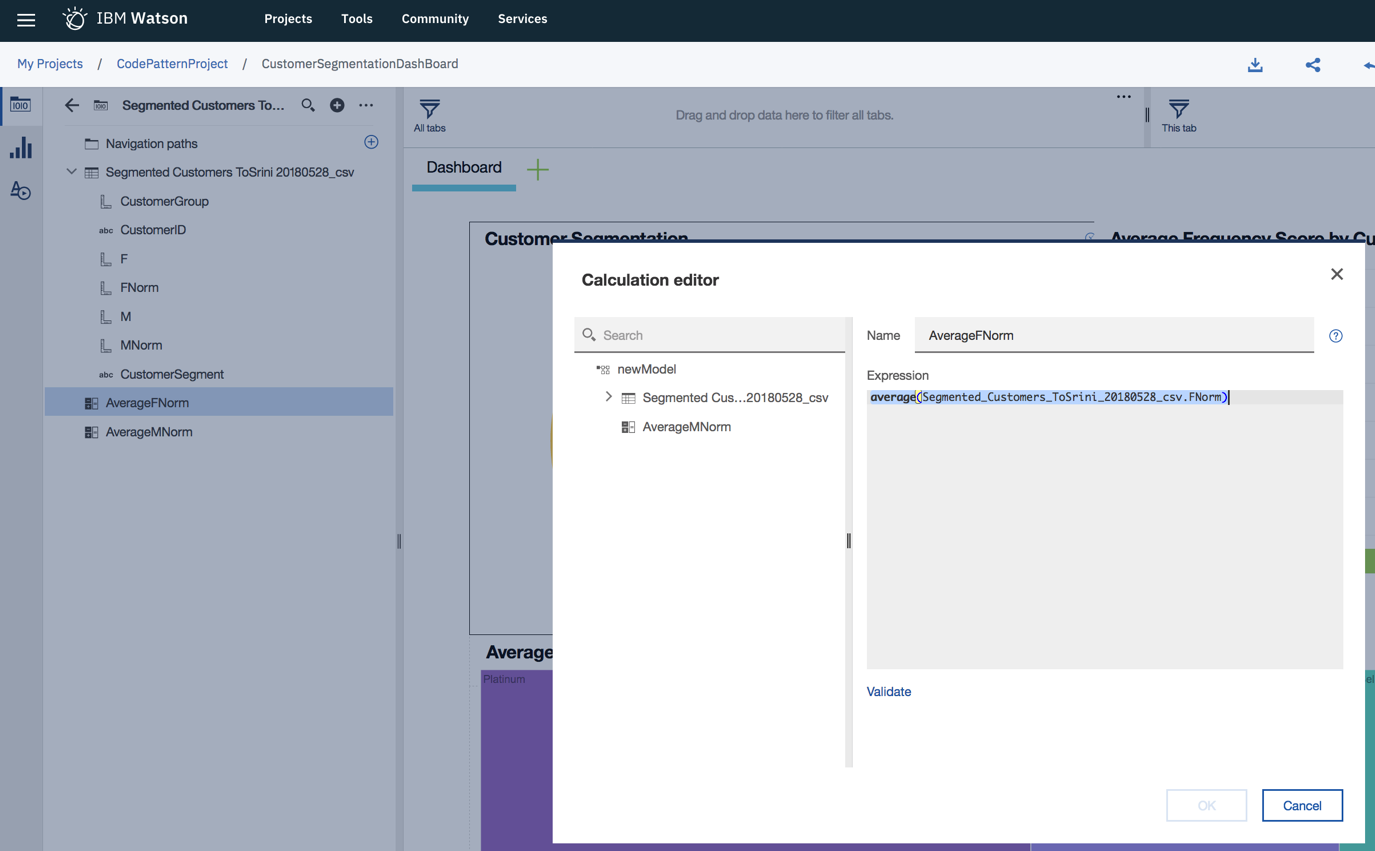 IBM Watson
Projects
Tools
Community
Services
My Projects / CodePatternProject / CustomerSegmentationDashBoard
Segmented Customers To...
Navigation paths
Segmented Customers ToSrini 20180528_csv
CustomerGroup
abc CustomerID
F
FNorm
M
MNorm
abc CustomerSegment
AverageFNorm
AverageMNorm
All tabs
Drag and drop data here to filter all tabs.
This tab
Dashboard
Customer Segmentation
Average Frequency Score by Cu
Average
Platinum
Calculation editor
Search
newModel
Segmented Cus...20180528_csv
AverageMNorm
Name
AverageFNorm
Expression
average(Segmented_Customers_ToSrini_20180528_csv.FNorm)
Validate
OK
Cancel